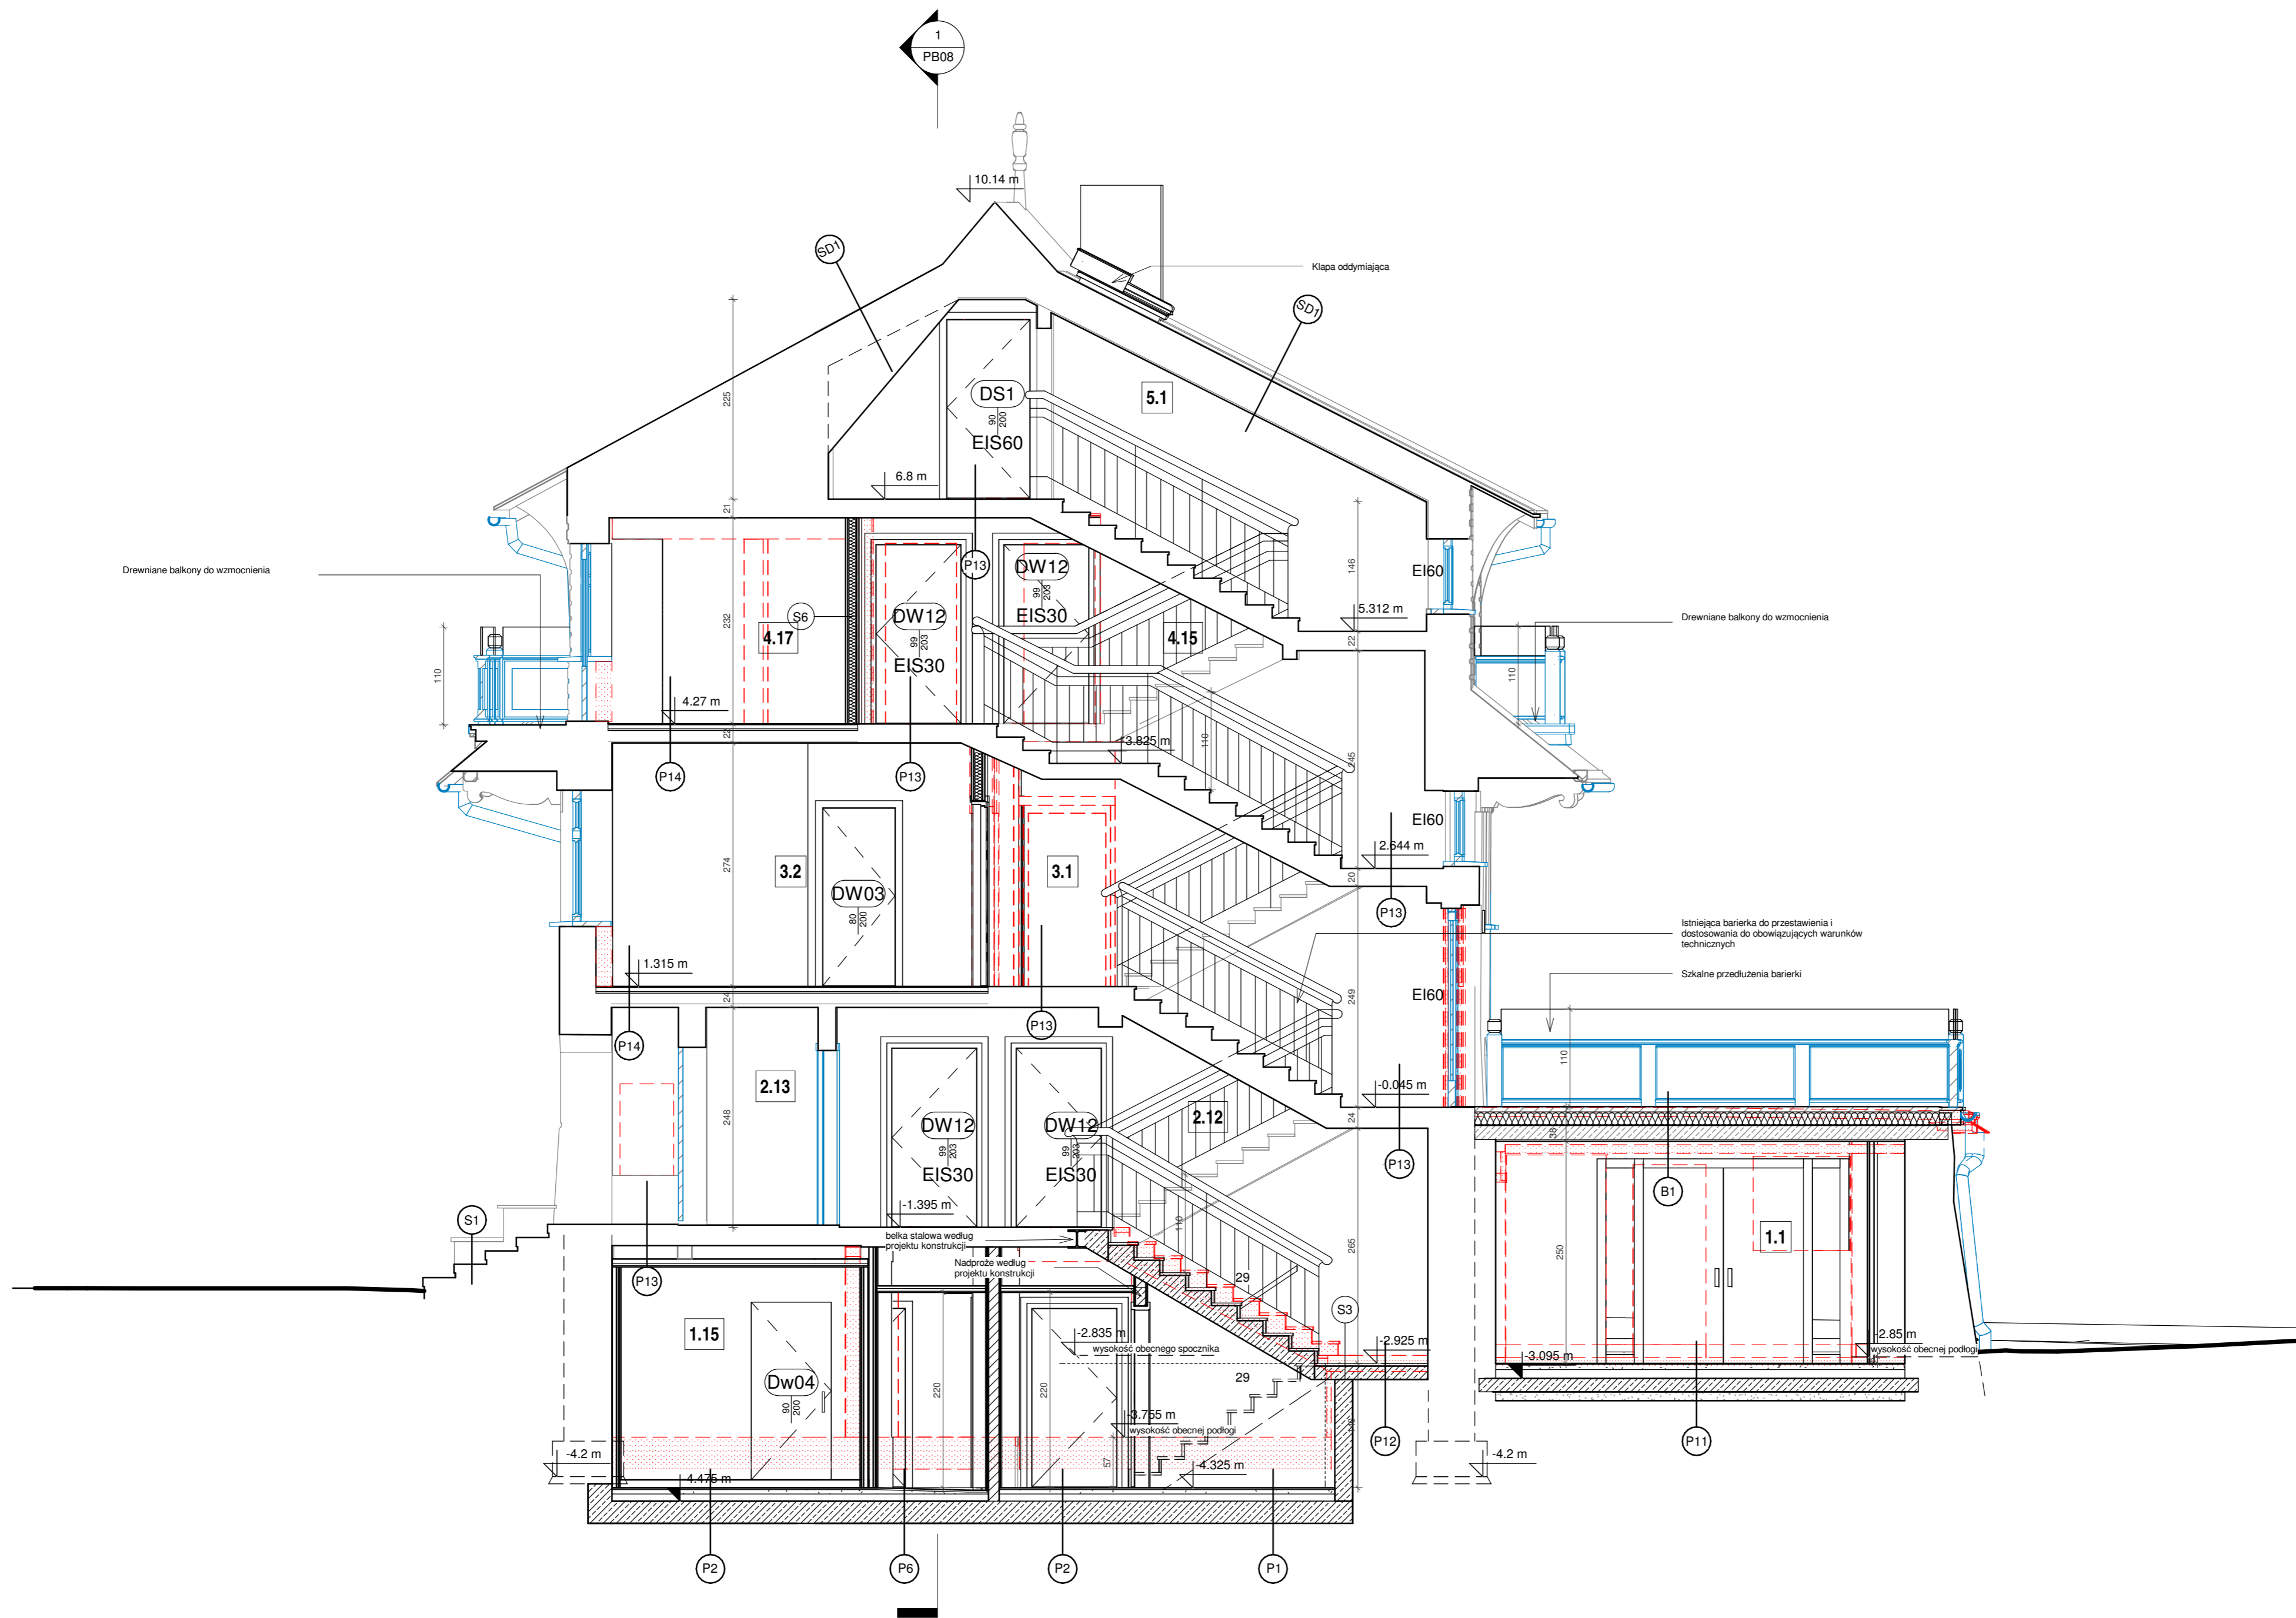 1
PB08
10.14 m
Klapa oddymiająca
SD1
SD1
225
DS1
90
200
EIS60
5.1
6.8 m
21
P13
DW12
99
203
EIS30
146
EI60
Drewniane balkony do wzmocnienia
232
S6
4.17
DW12
99
203
EIS30
4.15
5.312 m
22
Drewniane balkony do wzmocnienia
110
110
4.27 m
22
3.825 m
110
245
P14
P13
EI60
2.644 m
20
274
3.2
3.1
DW03
80
200
P13
Istniejąca barierka do przestawienia i
dostosowania do obowiązujących warunków
technicznych
1.315 m
Szkalne przedłużenia barierki
24
249
EI60
P14
P13
110
2.13
-0.045 m
248
2.12
24
DW12
99
203
EIS30
DW12
99
203
EIS30
38
P13
B1
S1
-1.395 m
110
1.1
belka stalowa według
projektu konstrukcji
265
250
Nadproże według
projektu konstrukcji
P13
29
S3
1.15
-2.835 m
wysokość obecnego spocznika
-2.925 m
-2.85 m
wysokość obecnej podłogi
-3.095 m
Dw04
90
200
220
220
29
-3.755 m
wysokość obecnej podłogi
P12
P11
-4.2 m
57
-4.325 m
-4.2 m
-4.475 m
P2
P6
P2
P1